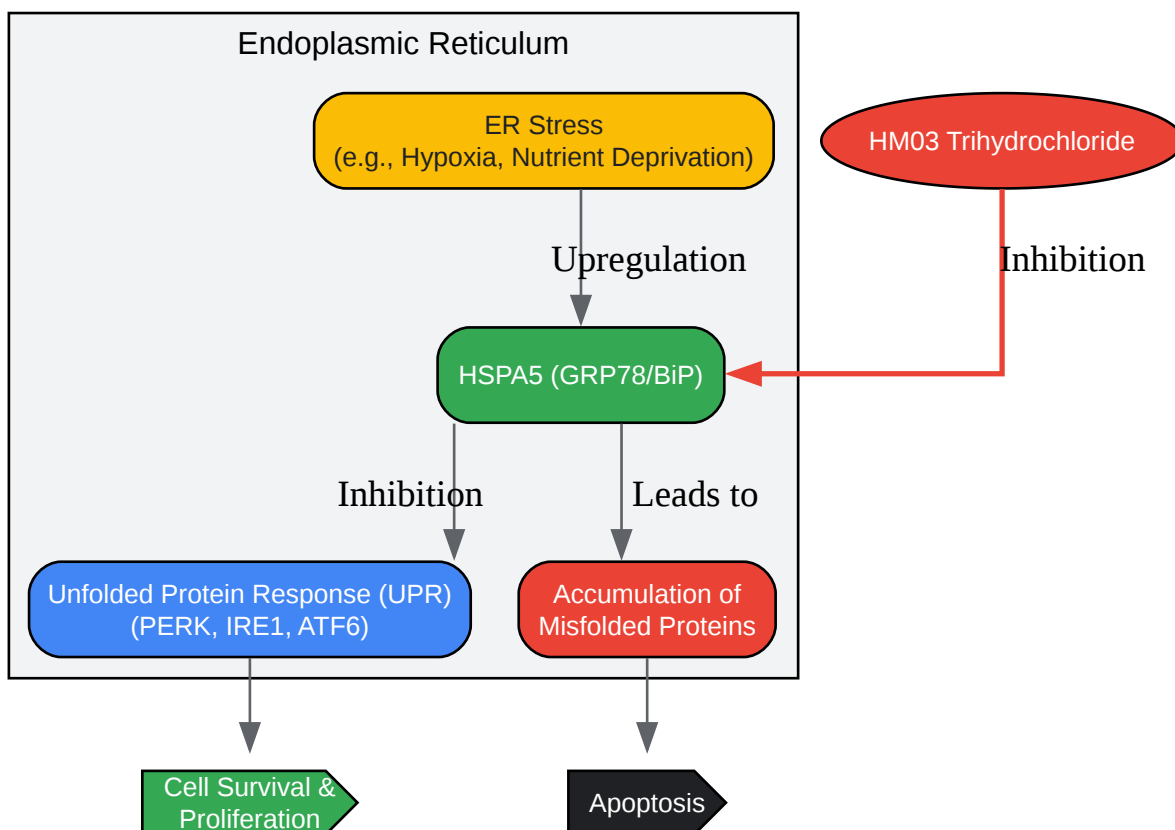 Endoplasmic Reticulum
ER Stress
(e.g., Hypoxia, Nutrient Deprivation)
HM03 Trihydrochloride
Upregulation
Inhibition
HSPA5 (GRP78/BiP)
Inhibition
Leads to
Unfolded Protein Response (UPR)
(PERK, IRE1, ATF6)
Accumulation of
Misfolded Proteins
Cell Survival &
Proliferation
Apoptosis